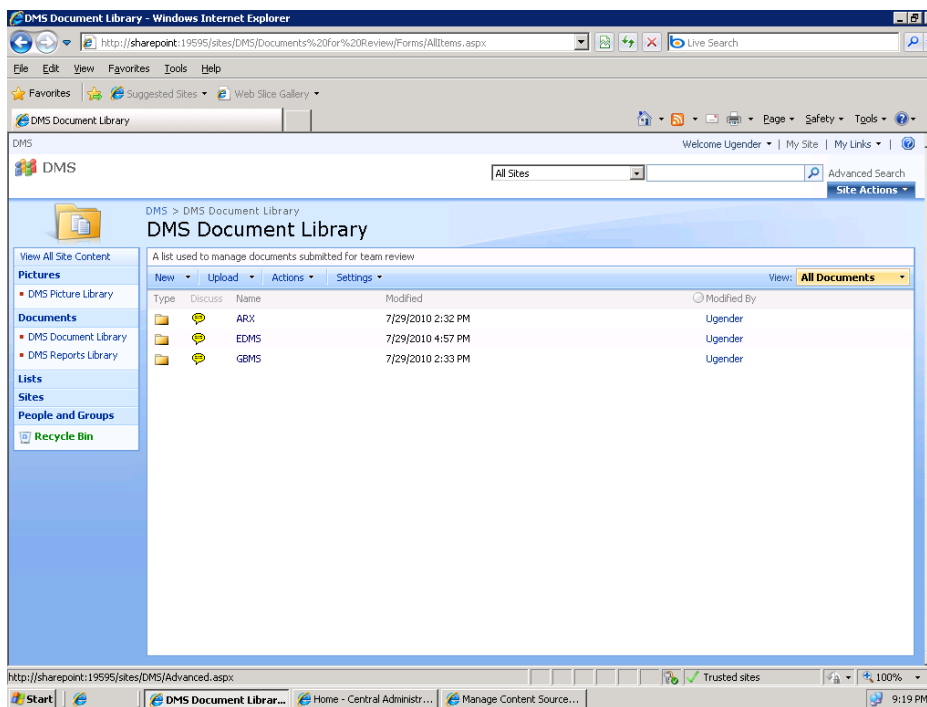 DMS Document Library - Windows Internet Explorer
http://sharepoint:19595/sites/DMS/Documents%20for%20Review/Forms/AllItems.aspx
Live Search
File Edit View Favorites Tools Help
Favorites Suggested Sites Web Slice Gallery
DMS Document Library Page Safety Tools
DMS Welcome Ugender | My Site | My Links |
DMS All Sites Advanced Search
Site Actions
DMS > DMS Document Library
DMS Document Library
View All Site Content A list used to manage documents submitted for team review
Pictures New Upload Actions Settings View: All Documents
DMS Picture Library Type Discuss Name Modified Modified By
Documents ARX 7/29/2010 2:32 PM Ugender
DMS Document Library EDMS 7/29/2010 4:57 PM Ugender
DMS Reports Library GBMS 7/29/2010 2:33 PM Ugender
Lists
Sites
People and Groups
Recycle Bin
http://sharepoint:19595/sites/DMS/Advanced.aspx Trusted sites 100%
Start DMS Document Librar... Home - Central Administr... Manage Content Source... 9:19 PM